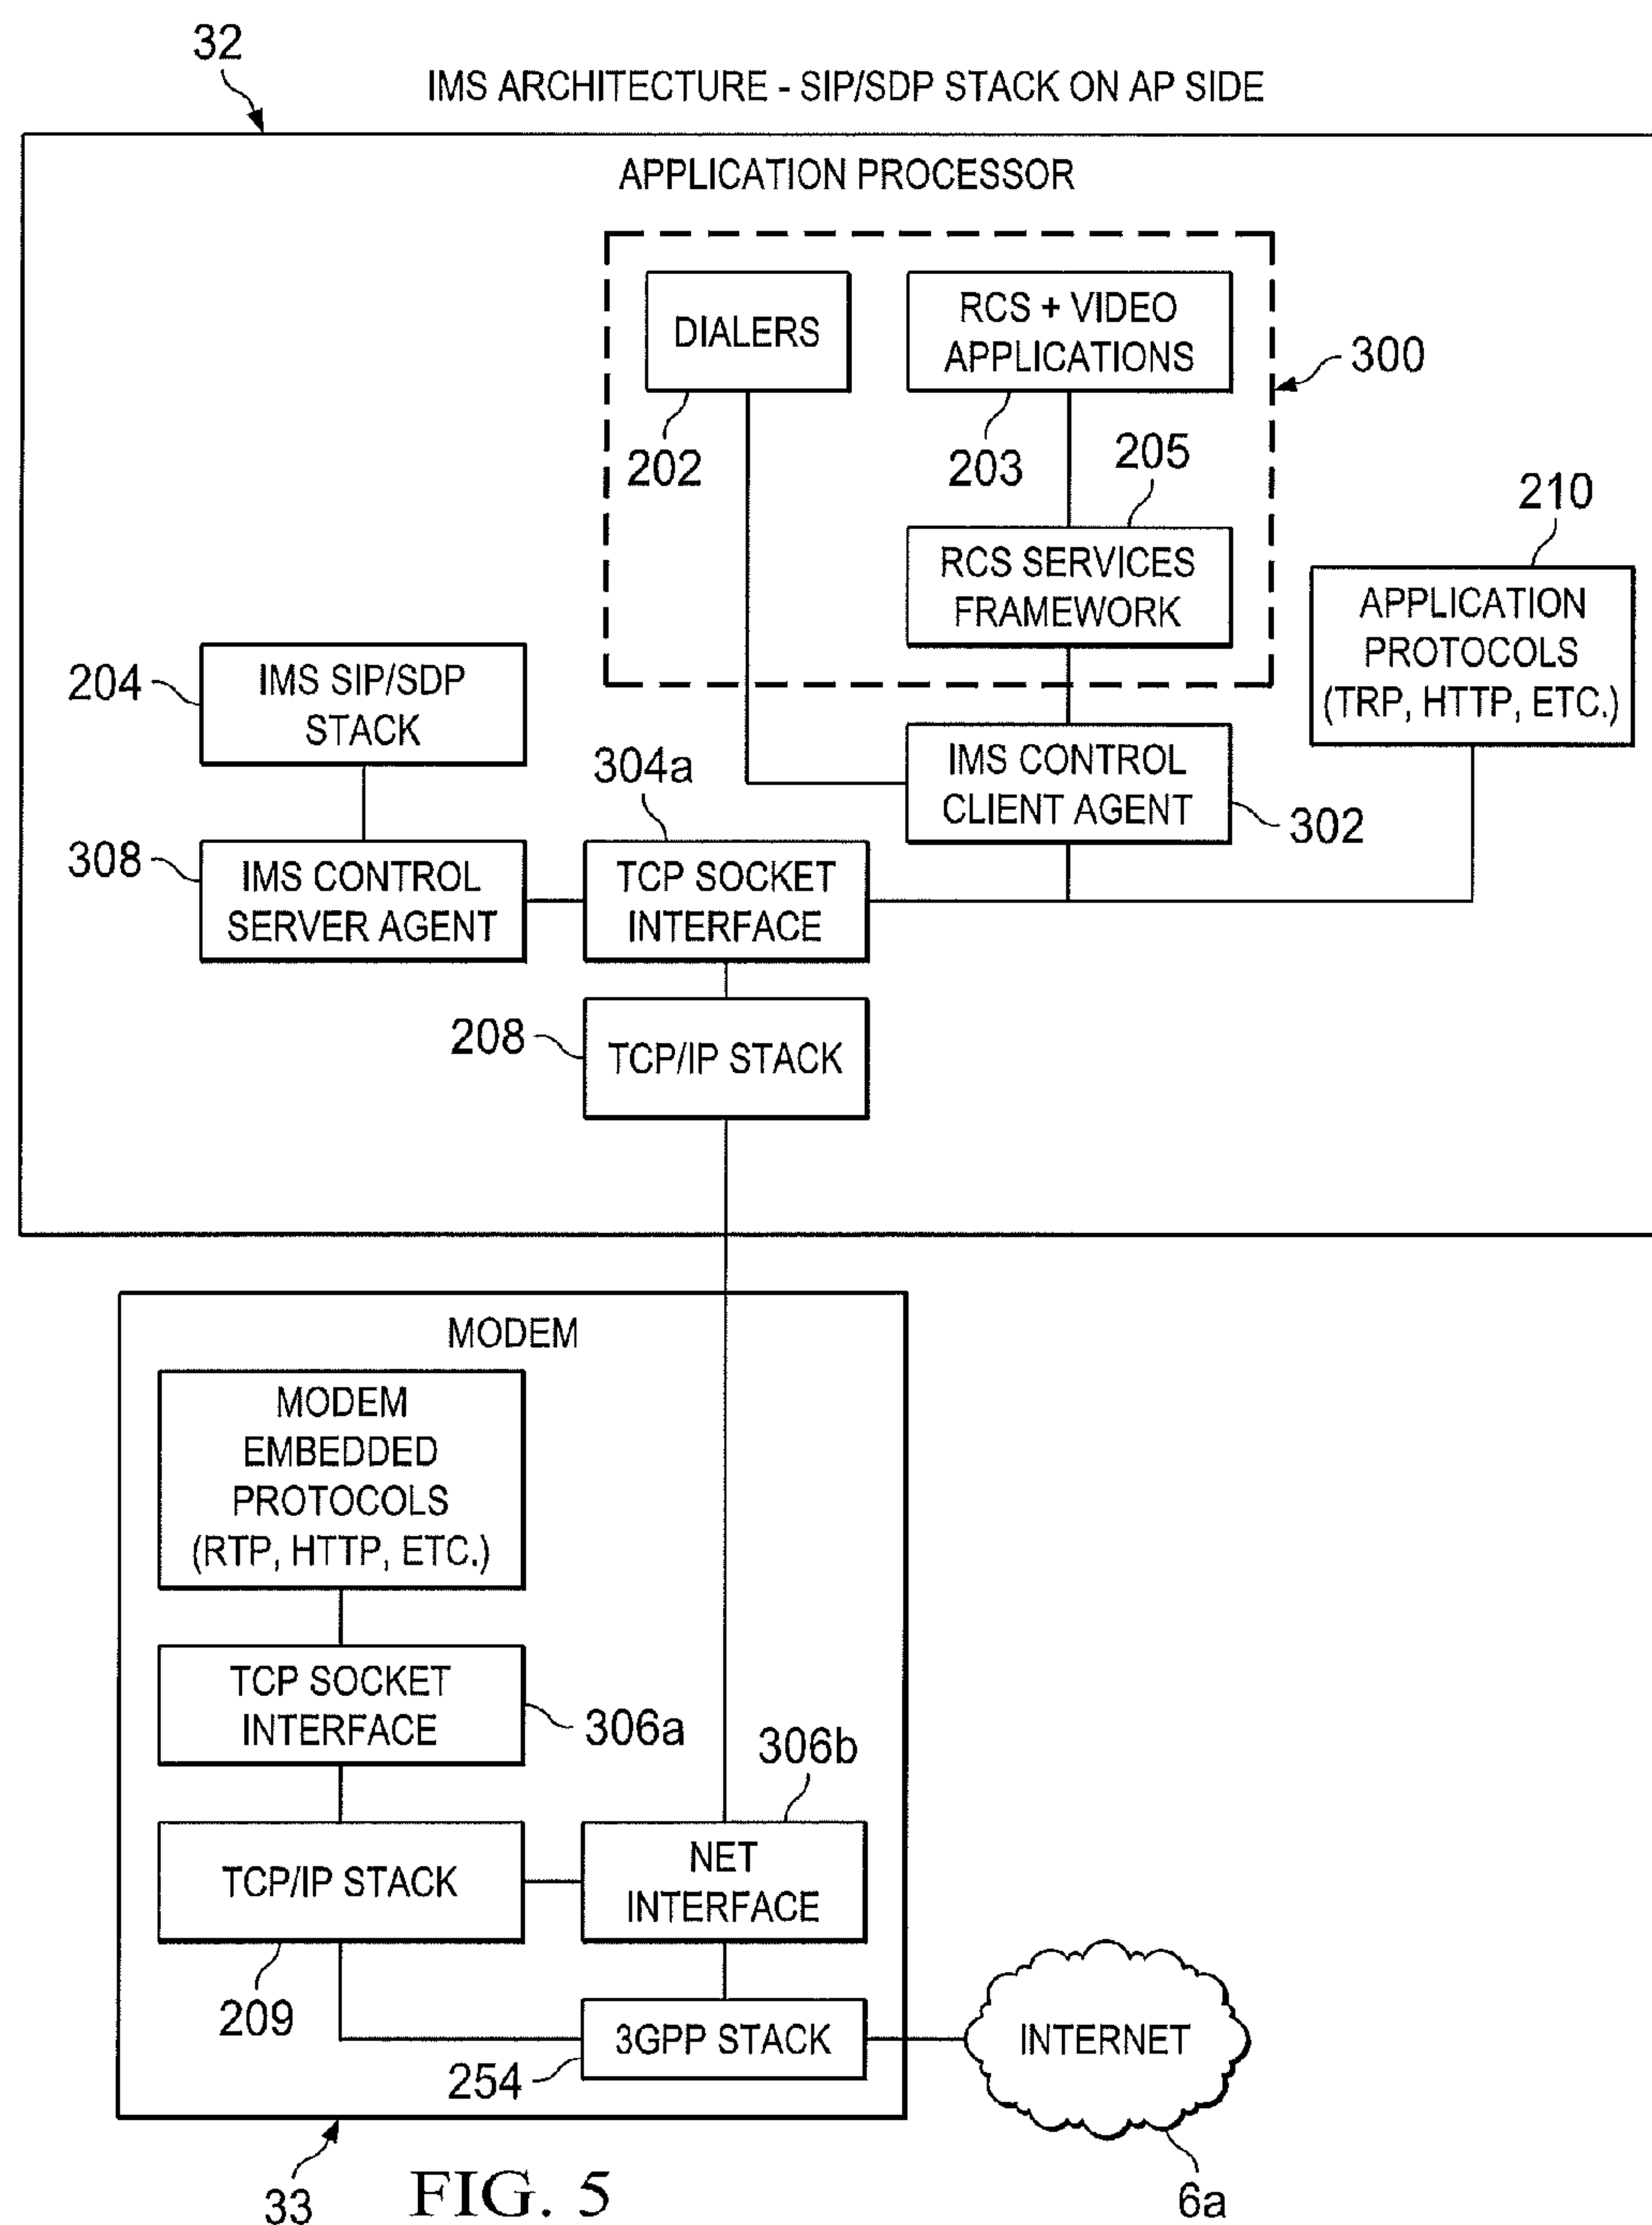 32
IMS ARCHITECTURE - SIP/SDP STACK ON AP SIDE
APPLICATION PROCESSOR
DIALERS
RCS + VIDEO
APPLICATIONS
300
202
203
205
210
RCS SERVICES
FRAMEWORK
APPLICATION
PROTOCOLS
(TRP, HTTP, ETC.)
204
IMS SIP/SDP
STACK
304a
IMS CONTROL
CLIENT AGENT
302
308
IMS CONTROL
SERVER AGENT
TCP SOCKET
INTERFACE
208
TCP/IP STACK
MODEM
MODEM
EMBEDDED
PROTOCOLS
(RTP, HTTP, ETC.)
TCP SOCKET
INTERFACE
306a
306b
TCP/IP STACK
NET
INTERFACE
209
3GPP STACK
254
INTERNET
33
FIG. 5
6a